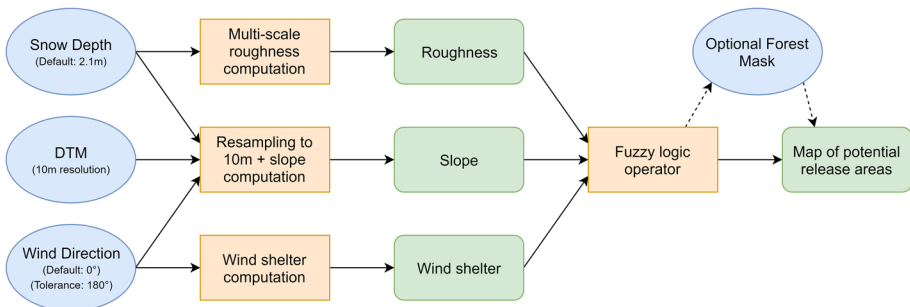 Snow Depth
(Default: 2.1m)
Multi-scale
roughness
computation
Roughness
Optional Forest
Mask
DTM
(10m resolution)
Resampling to
10m + slope
computation
Slope
Fuzzy logic
operator
Map of potential
release areas
Wind Direction
(Default: 0°)
(Tolerance: 180°)
Wind shelter
computation
Wind shelter